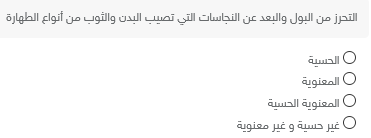 التحرز من البول والبعد عن النجاسات التي تصيب البدن والثوب من أنواع الطهارة
الحسية
المعنوية
المعنوية الحسية
غير حسية و غير معنوية